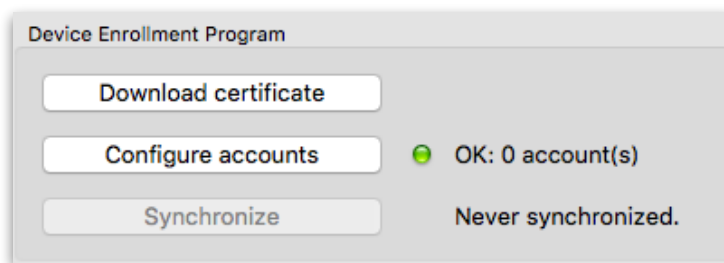 Device Enrollment Program
Download certificate
Configure accounts OK: 0 account(s)
Synchronize Never synchronized.